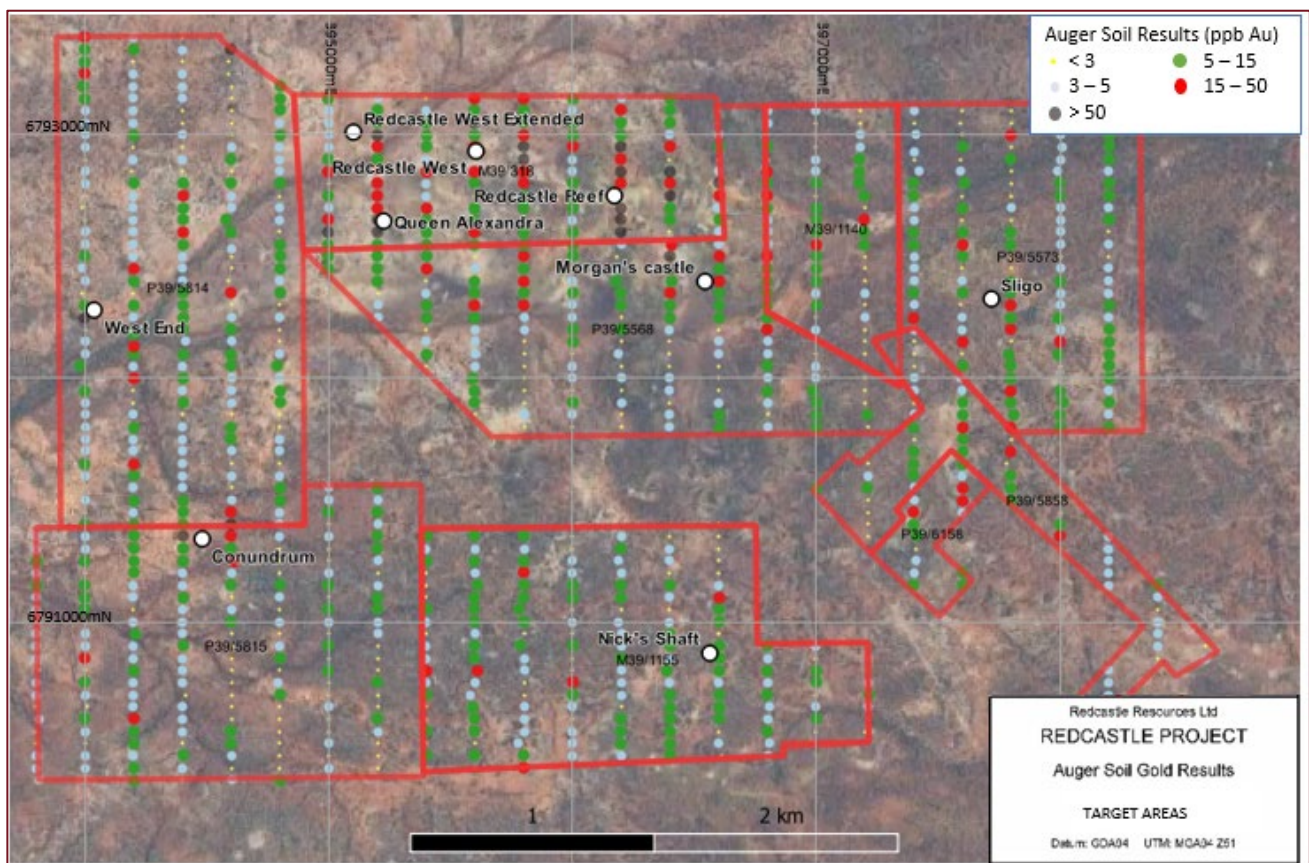 Auger Soil Results (ppb Au)
< 3
5 – 15
3 – 5
15 – 50
> 50
395000mE
397000mE
6793000mN
Redcastle West Extended
Redcastle West
M39/318
Redcastle Reef
Queen Alexandra
M39/1140
P39/5573
Morgan's castle
P39/5814
Sligo
West End
P39/5568
P39/5858
P39/6158
Conundrum
6791000mN
P39/5815
Nick's Shaft
M39/1155
Redcastle Resources Ltd
REDCASTLE PROJECT
Auger Soil Gold Results
TARGET AREAS
Datum: GDA94 UTM: MGA94 Z51
1
2 km